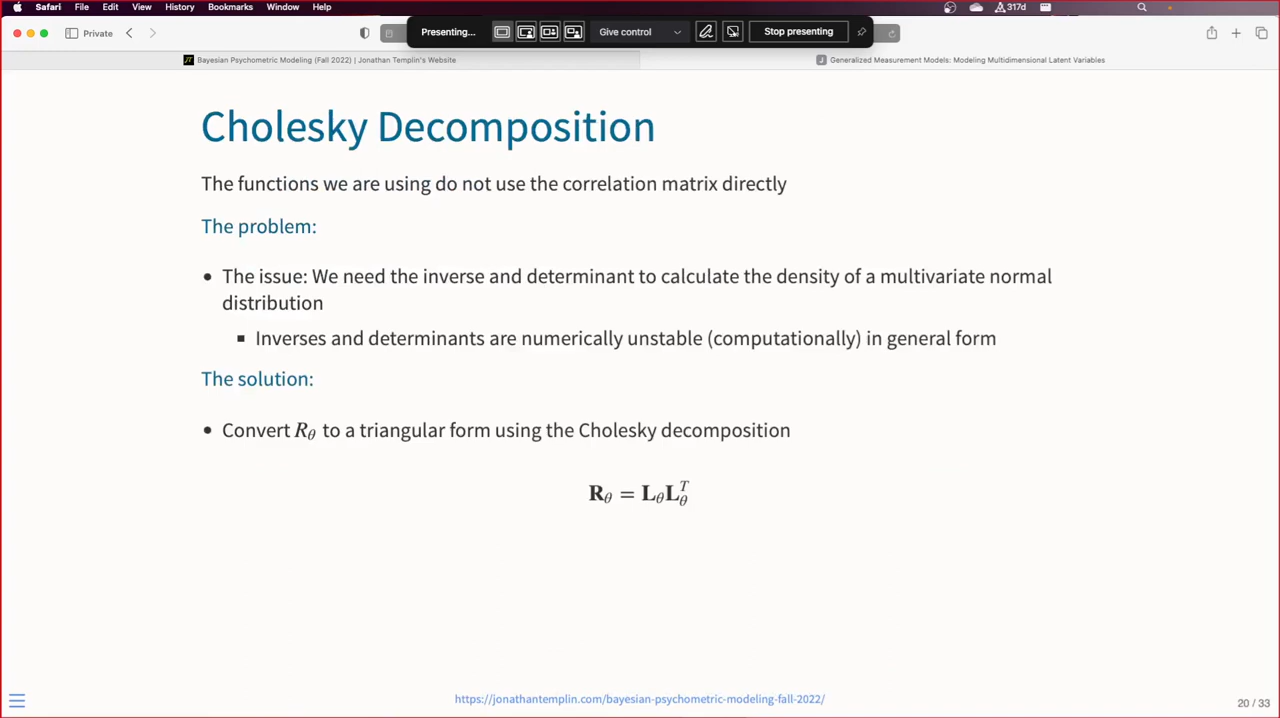 Safari File Edit View History Bookmarks Window Help 317d
Private Presenting... Give control Stop presenting
Bayesian Psychometric Modeling (Fall 2022) | Jonathan Templin's Website
Generalized Measurement Models: Modeling Multidimensional Latent Variables
Cholesky Decomposition
The functions we are using do not use the correlation matrix directly
The problem:
• The issue: We need the inverse and determinant to calculate the density of a multivariate normal
distribution
▪ Inverses and determinants are numerically unstable (computationally) in general form
The solution:
• Convert R_θ to a triangular form using the Cholesky decomposition
R_θ = L_θ L_θ^T
https://jonathantemplin.com/bayesian-psychometric-modeling-fall-2022/
20 / 33